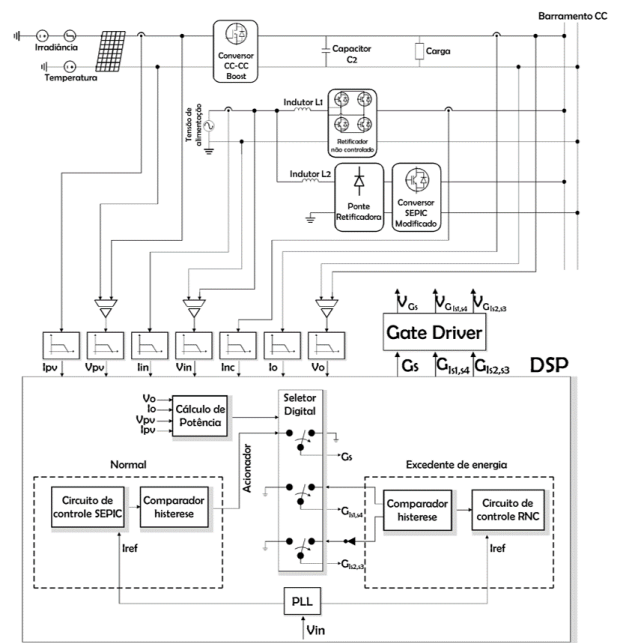 Barramento CC
Irradiância
Temperatura
Conversor
CC-CC
Boost
Capacitor
C2
Carga
Tensão de
alimentação
Indutor L1
Retificador
não controlado
Indutor L2
Ponte
Retificadora
Conversor
SEPIC
Modificado
VGs
VGIs1,s4
VGIs2,s3
Gate Driver
Ipv
Vpv
Iin
Vin
Inc
Io
Vo
Gs
GIs1,s4
GIs2,s3
DSP
Vo
Io
Vpv
Ipv
Cálculo de
Potência
Seletor
Digital
Gs
GIs1,s4
GIs2,s3
Acionador
Normal
Circuito de
controle SEPIC
Comparador
histerese
Iref
Excedente de energia
Comparador
histerese
Circuito de
controle RNC
Iref
PLL
Vin